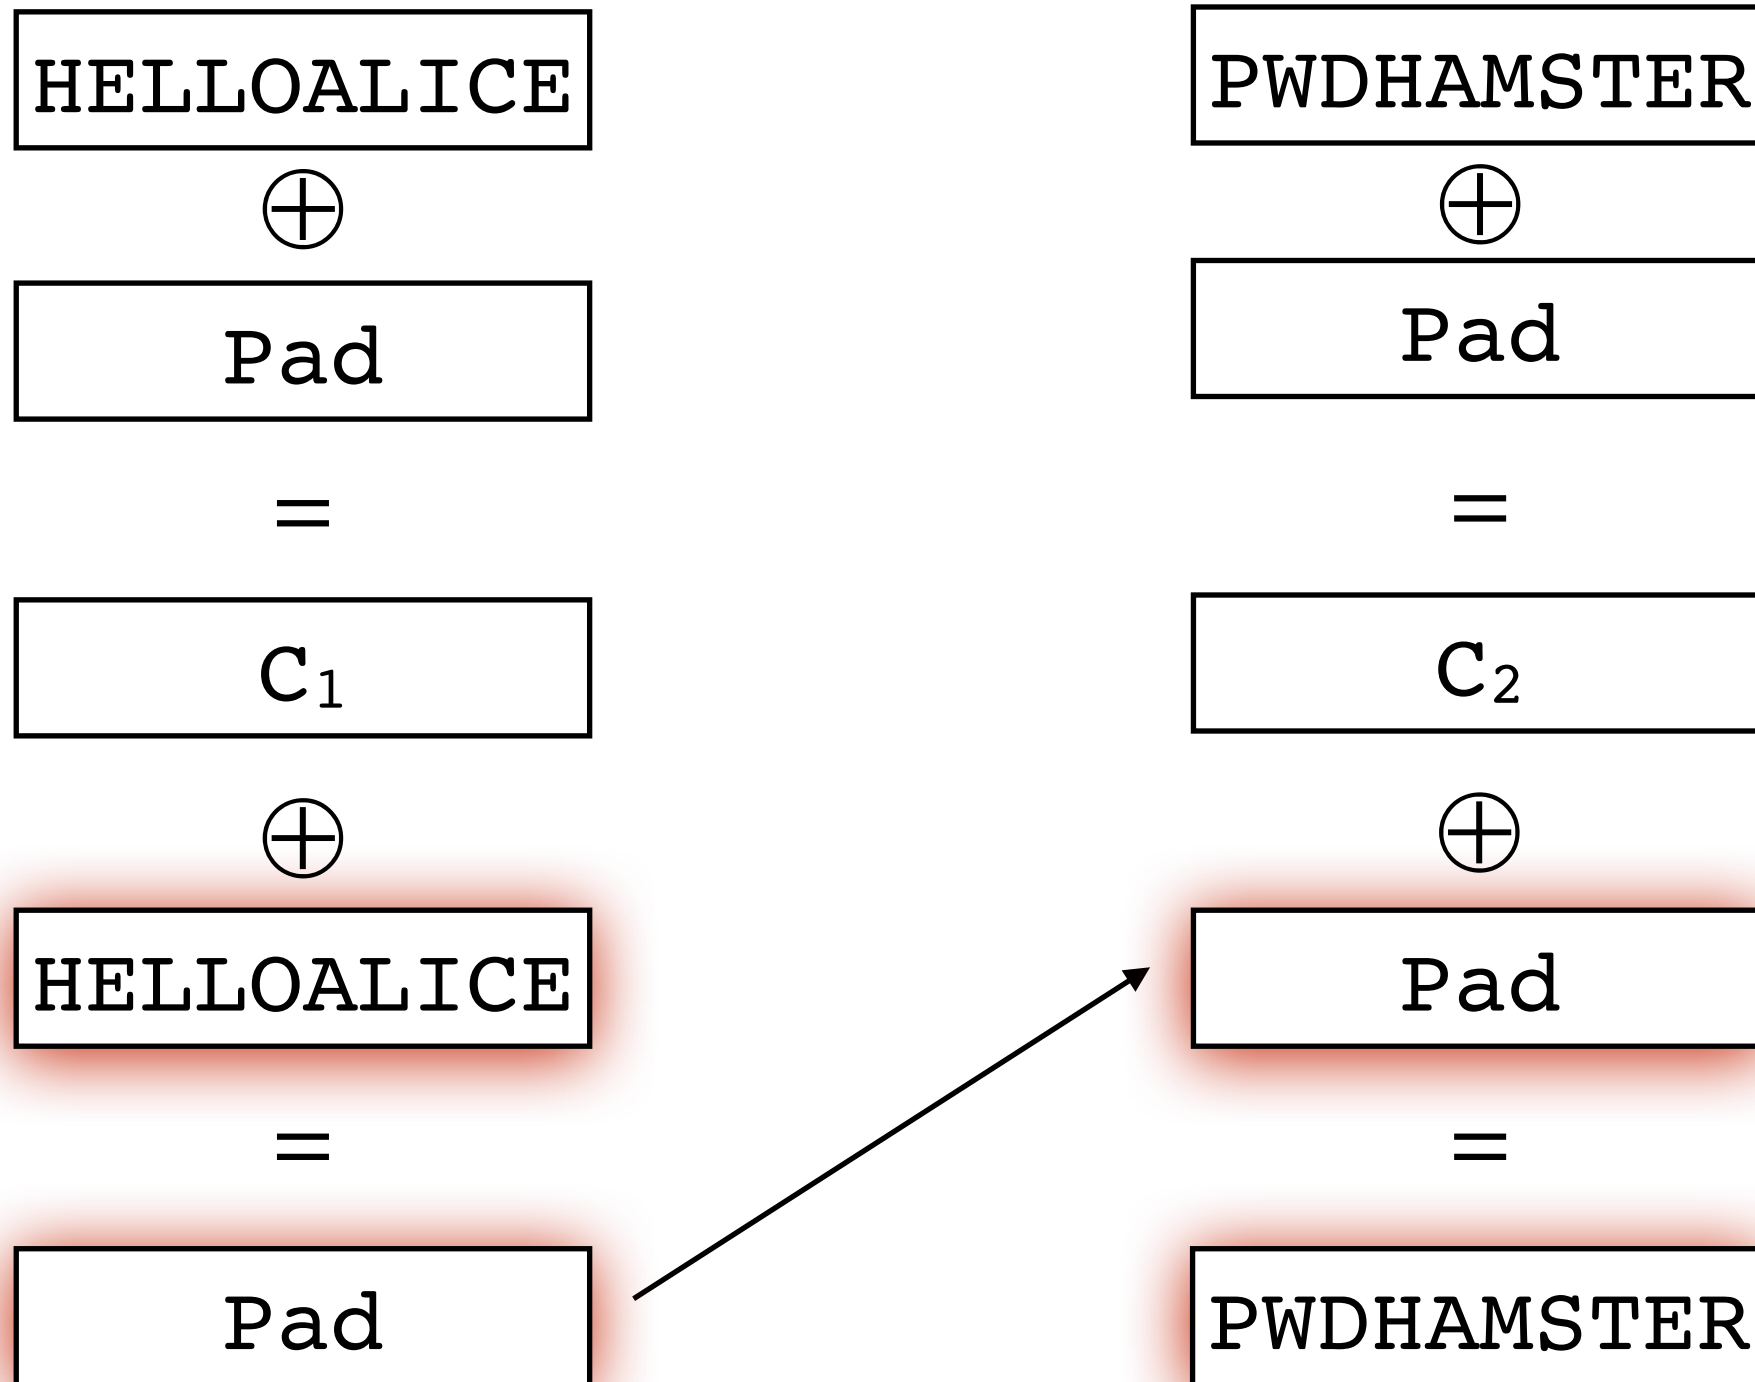 HELLOALICE
⊕
Pad
=
C₁
⊕
HELLOALICE
=
Pad
PWDHAMSTER
⊕
Pad
=
C₂
⊕
Pad
=
PWDHAMSTER